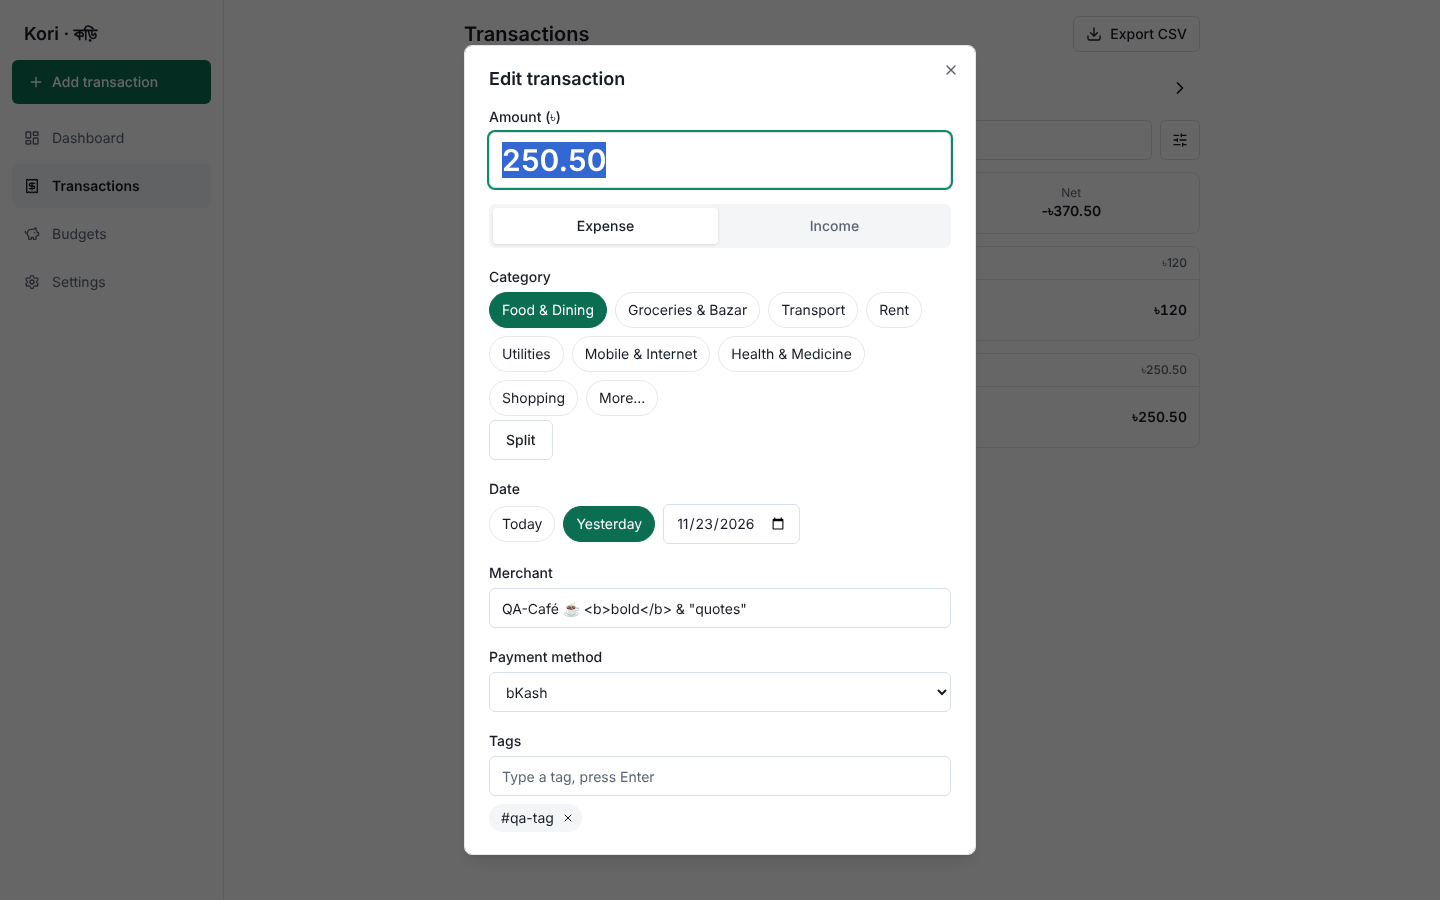 Kori · কড়ি
Add transaction
Dashboard
Transactions
Budgets
Settings
Transactions
Export CSV
Net
-৳370.50
৳120
৳120
৳250.50
৳250.50
Edit transaction
Amount (৳)
250.50
Expense Income
Category
Food & Dining Groceries & Bazar Transport Rent
Utilities Mobile & Internet Health & Medicine
Shopping More...
Split
Date
Today Yesterday 11/23/2026
Merchant
QA-Café ☕ <b>bold</b> & "quotes"
Payment method
bKash
Tags
Type a tag, press Enter
#qa-tag ×